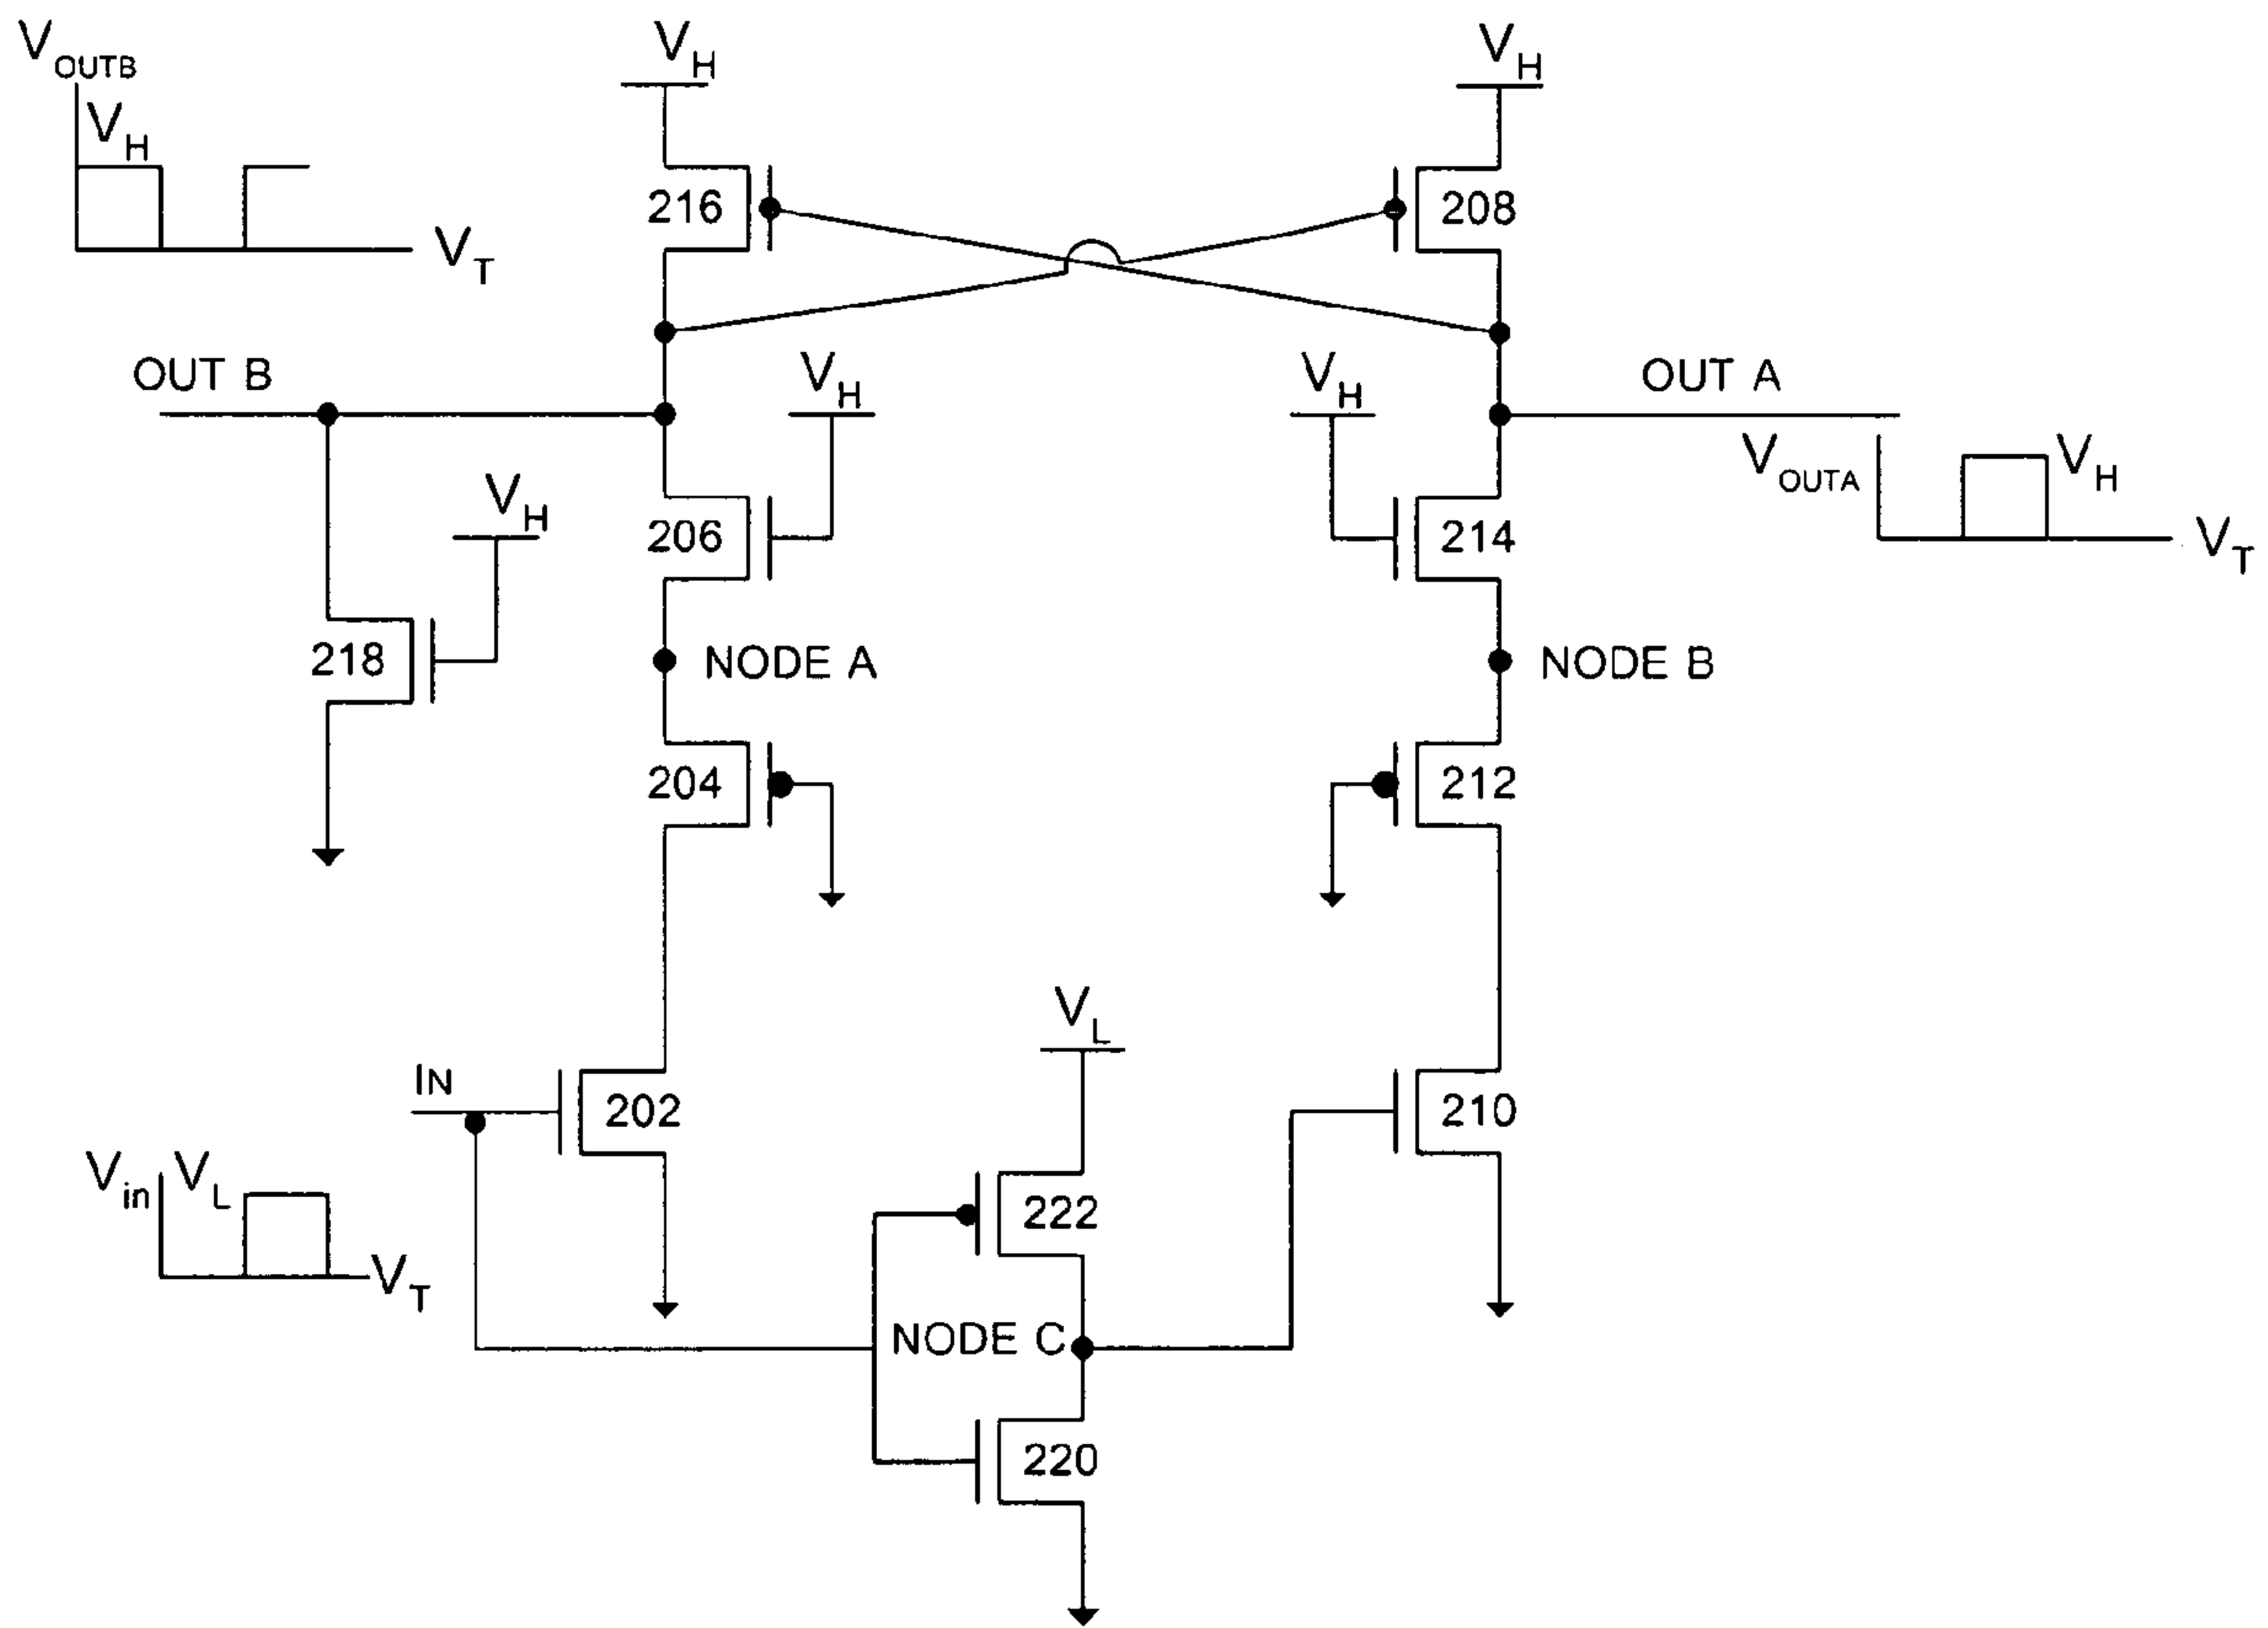 VOUTB
VH
VT
VH
VH
216
208
OUT B
VH
VH
OUT A
VOUTA
VH
VT
VH
206
214
218
NODE A
NODE B
204
212
VL
IN
202
210
Vin
VL
VT
222
NODE C
220